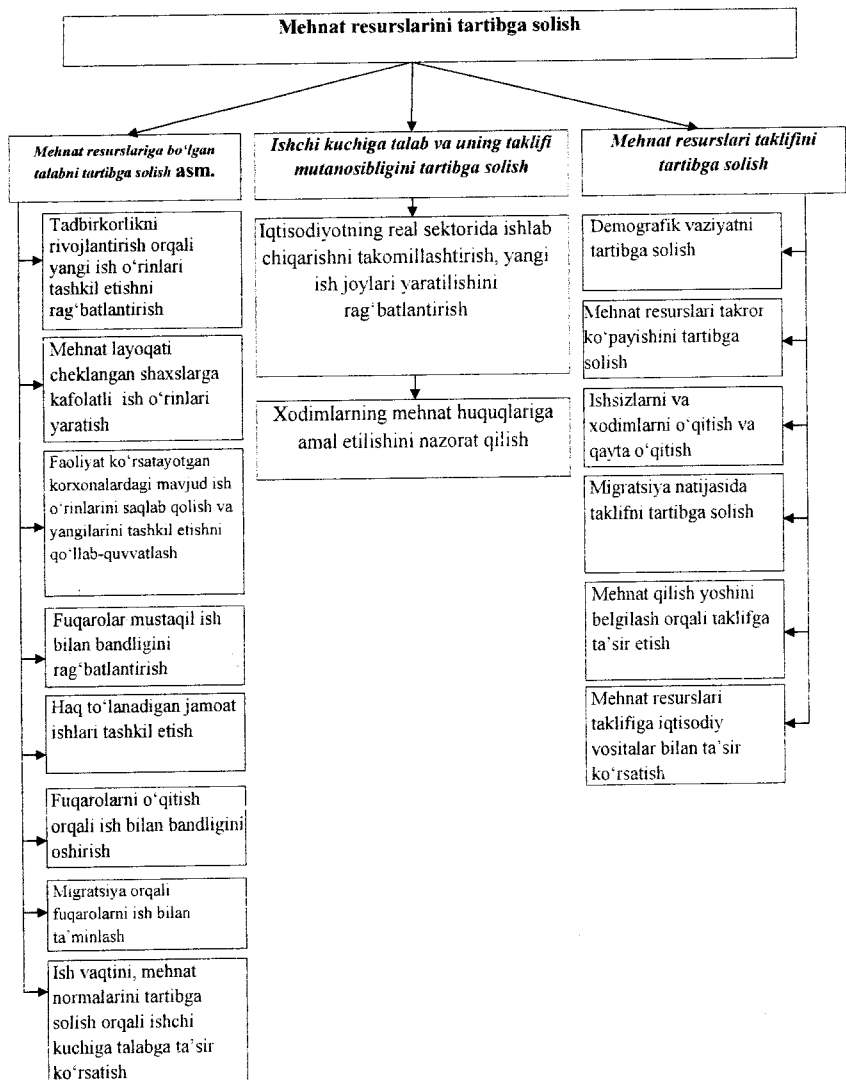 Mehnat resurslarini tartibga solish
Mehnat resurslariga bo‘lgan
talabni tartibga solish asm.
Tadbirkorlikni
rivojlantirish orqali
yangi ish o‘rinlari
tashkil etishni
rag‘batlantirish
Mehnat layoqati
cheklangan shaxslarga
kafolatli ish o‘rinlari
yaratish
Faoliyat ko‘rsatayotgan
korxonalardagi mavjud ish
o‘rinlarini saqlab qolish va
yangilarini tashkil etishni
qo‘llab-quvvatlash
Fuqarolar mustaqil ish
bilan bandligini
rag‘batlantirish
Haq to‘lanadigan jamoat
ishlari tashkil etish
Fuqarolarni o‘qitish
orqali ish bilan bandligini
oshirish
Migratsiya orqali
fuqarolarni ish bilan
ta’minlash
Ish vaqtini, mehnat
normalarini tartibga
solish orqali ishchi
kuchiga talabga ta’sir
ko‘rsatish
Ishchi kuchiga talab va uning taklifi
mutanosibligini tartibga solish
Iqtisodiyotning real sektorida ishlab
chiqarishni takomillashtirish, yangi
ish joylari yaratilishini
rag‘batlantirish
Xodimlarning mehnat huquqlariga
amal etilishini nazorat qilish
Mehnat resurslari taklifini
tartibga solish
Demografik vaziyatni
tartibga solish
Mehnat resurslari takror
ko‘payishini tartibga
solish
Ishsizlarni va
xodimlarni o‘qitish va
qayta o‘qitish
Migratsiya natijasida
taklifni tartibga solish
Mehnat qilish yoshini
belgilash orqali taklifga
ta’sir etish
Mehnat resurslari
taklifiga iqtisodiy
vositalar bilan ta’sir
ko‘rsatish